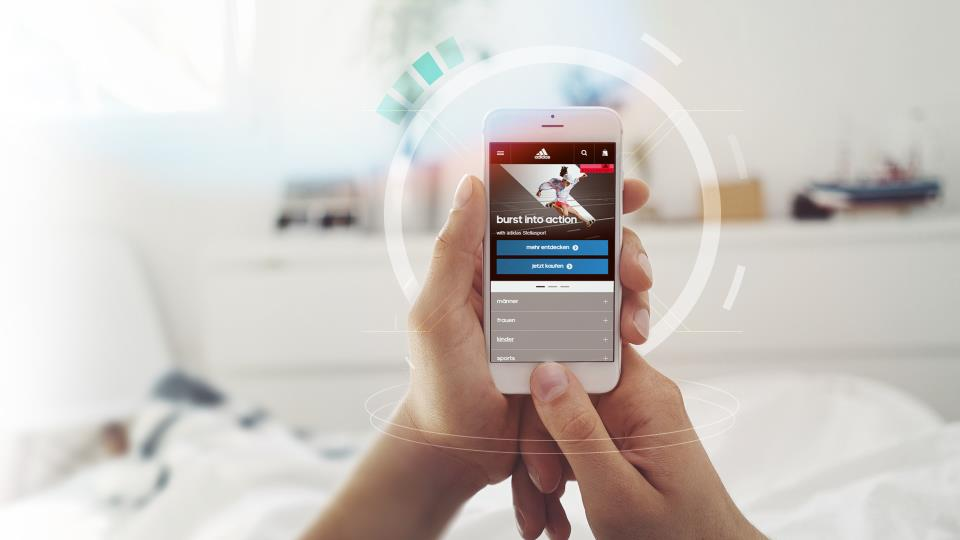 adidas
burst into action
with adidas Stellasport
mehr entdecken
jetzt kaufen
männer
frauen
kinder
sports